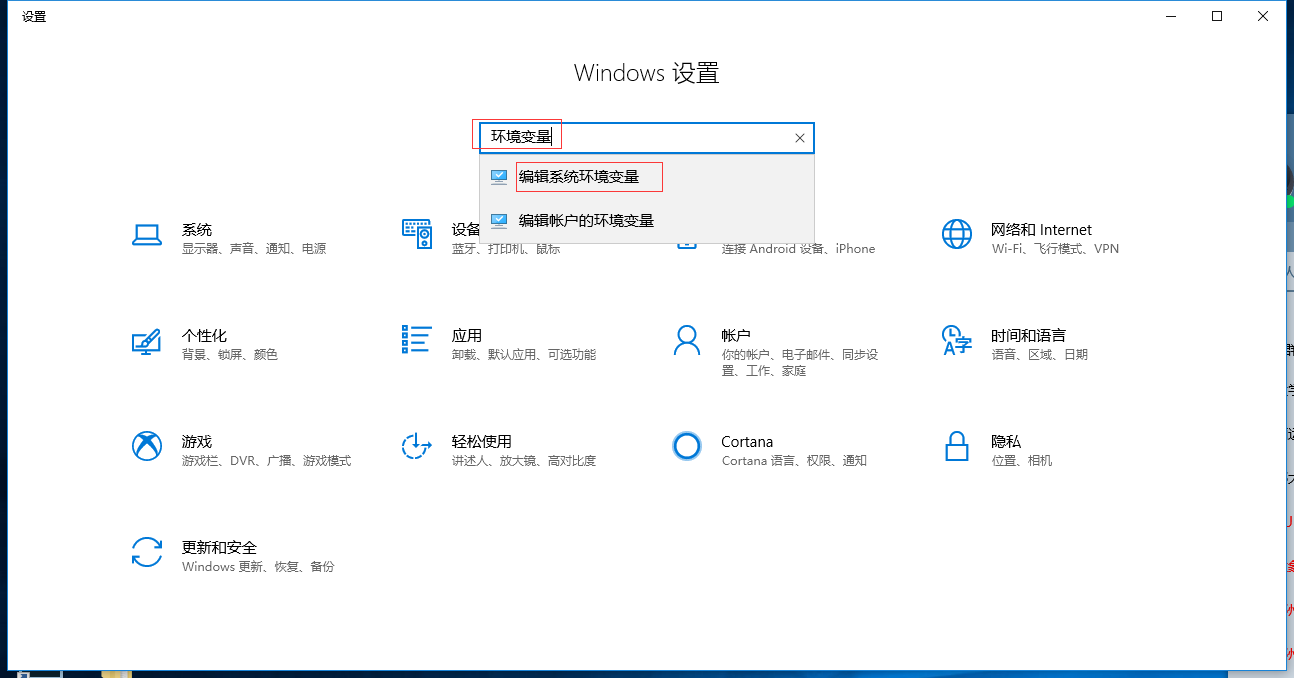 设置
Windows 设置
环境变量
编辑系统环境变量
编辑帐户的环境变量
系统
显示器、声音、通知、电源
设备
蓝牙、打印机、鼠标
连接 Android 设备、iPhone
网络和 Internet
Wi-Fi、飞行模式、VPN
个性化
背景、锁屏、颜色
应用
卸载、默认应用、可选功能
帐户
你的帐户、电子邮件、同步设
置、工作、家庭
时间和语言
语音、区域、日期
游戏
游戏栏、DVR、广播、游戏模式
轻松使用
讲述人、放大镜、高对比度
Cortana
Cortana 语言、权限、通知
隐私
位置、相机
更新和安全
Windows 更新、恢复、备份